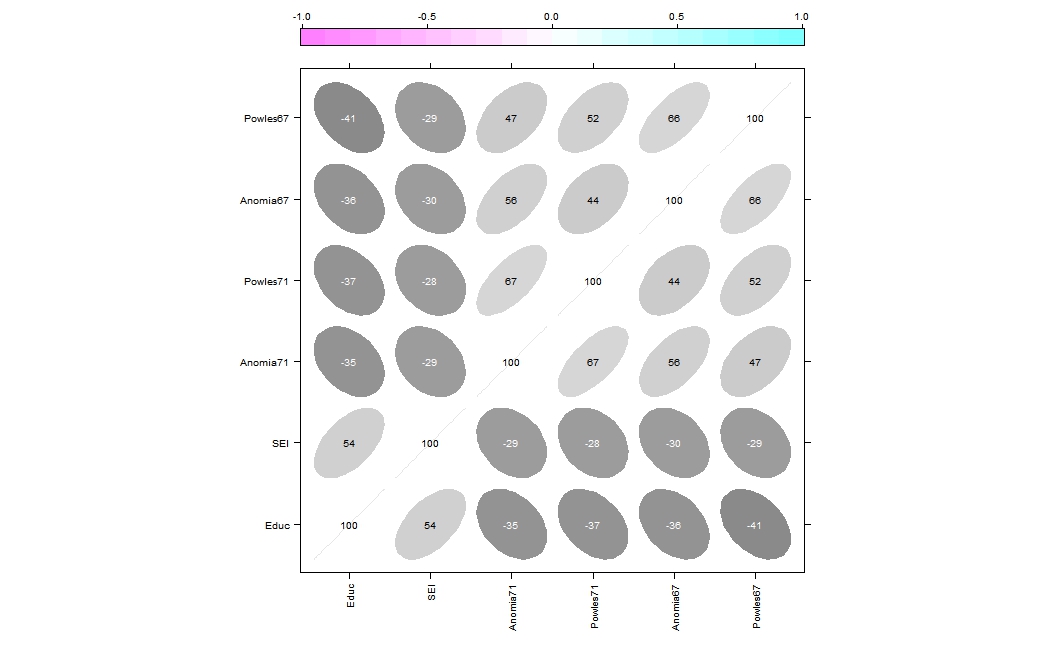 -1.0 -0.5 0.0 0.5 1.0
Powles67 -41 -29 47 52 66 100
Anomia67 -36 -30 56 44 100 66
Powles71 -37 -28 67 100 44 52
Anomia71 -35 -29 100 67 56 47
SEI 54 100 -29 -28 -30 -29
Educ 100 54 -35 -37 -36 -41
Educ SEI Anomia71 Powles71 Anomia67 Powles67